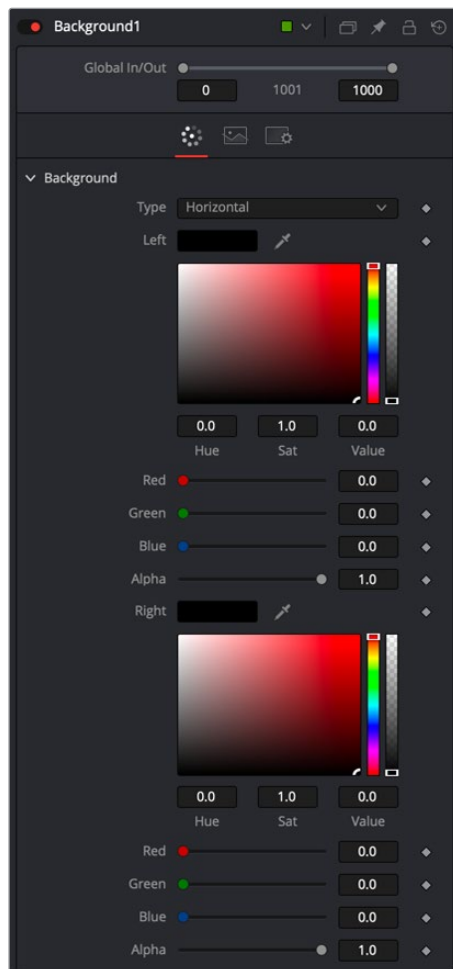 Background1
Global In/Out
0 1001 1000
Background
Type Horizontal
Left
0.0 1.0 0.0
Hue Sat Value
Red 0.0
Green 0.0
Blue 0.0
Alpha 1.0
Right
0.0 1.0 0.0
Hue Sat Value
Red 0.0
Green 0.0
Blue 0.0
Alpha 1.0